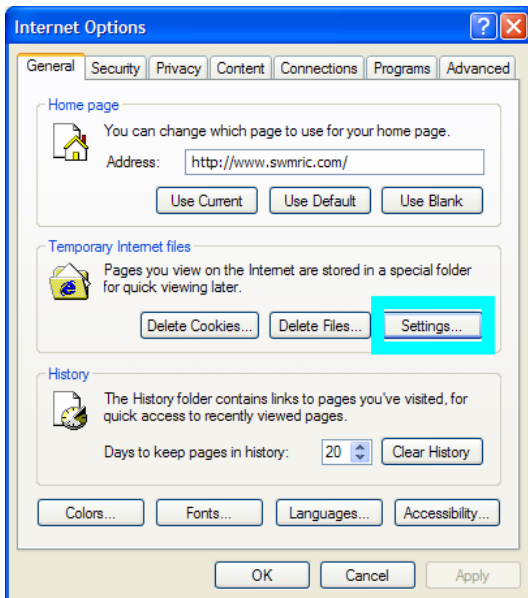 Internet Options
General Security Privacy Content Connections Programs Advanced
Home page
You can change which page to use for your home page.
Address: http://www.swmric.com/
Use Current Use Default Use Blank
Temporary Internet files
Pages you view on the Internet are stored in a special folder
for quick viewing later.
Delete Cookies... Delete Files... Settings...
History
The History folder contains links to pages you've visited, for
quick access to recently viewed pages.
Days to keep pages in history: 20 Clear History
Colors... Fonts... Languages... Accessibility...
OK Cancel Apply